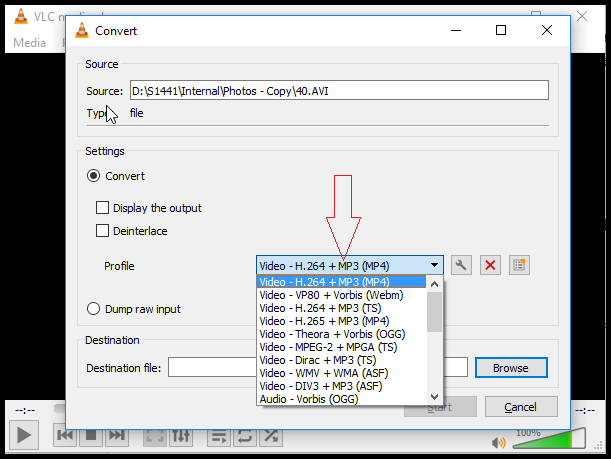 VLC media
Convert
Media
Source
Source: D:\S1441\Internal\Photos - Copy\40.AVI
Type: file
Settings
Convert
Display the output
Deinterlace
Profile Video - H.264 + MP3 (MP4)
Video - H.264 + MP3 (MP4)
Video - VP80 + Vorbis (Webm)
Video - H.264 + MP3 (TS)
Video - H.265 + MP3 (MP4)
Video - Theora + Vorbis (OGG)
Video - MPEG-2 + MPGA (TS)
Video - Dirac + MP3 (TS)
Video - WMV + WMA (ASF)
Video - DIV3 + MP3 (ASF)
Audio - Vorbis (OGG)
Dump raw input
Destination
Destination file: Browse
Start Cancel
--:-- --:--
100%